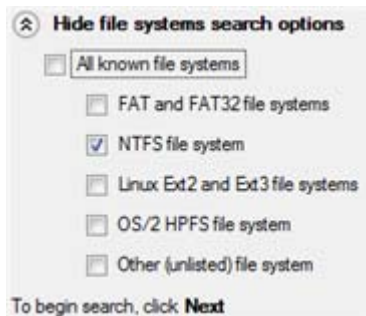 Hide file systems search options
All known file systems
FAT and FAT32 file systems
NTFS file system
Linux Ext2 and Ext3 file systems
OS/2 HPFS file system
Other (unlisted) file system
To begin search, click Next